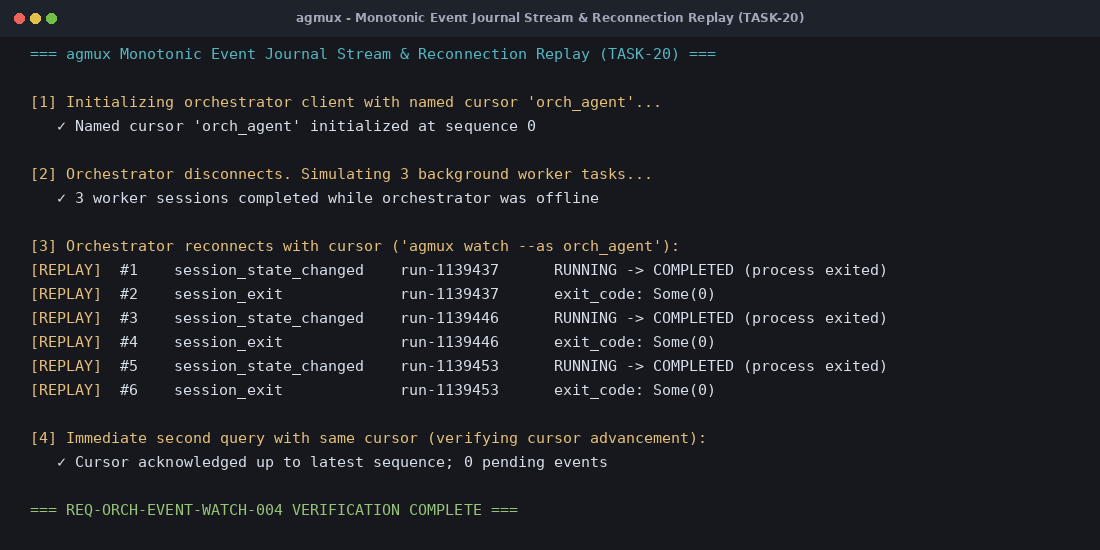 agmux - Monotonic Event Journal Stream & Reconnection Replay (TASK-20)
=== agmux Monotonic Event Journal Stream & Reconnection Replay (TASK-20) ===
[1] Initializing orchestrator client with named cursor 'orch_agent'...
✓ Named cursor 'orch_agent' initialized at sequence 0
[2] Orchestrator disconnects. Simulating 3 background worker tasks...
✓ 3 worker sessions completed while orchestrator was offline
[3] Orchestrator reconnects with cursor ('agmux watch --as orch_agent'):
[REPLAY]  #1    session_state_changed    run-1139437      RUNNING -> COMPLETED (process exited)
[REPLAY]  #2    session_exit             run-1139437      exit_code: Some(0)
[REPLAY]  #3    session_state_changed    run-1139446      RUNNING -> COMPLETED (process exited)
[REPLAY]  #4    session_exit             run-1139446      exit_code: Some(0)
[REPLAY]  #5    session_state_changed    run-1139453      RUNNING -> COMPLETED (process exited)
[REPLAY]  #6    session_exit             run-1139453      exit_code: Some(0)
[4] Immediate second query with same cursor (verifying cursor advancement):
✓ Cursor acknowledged up to latest sequence; 0 pending events
=== REQ-ORCH-EVENT-WATCH-004 VERIFICATION COMPLETE ===